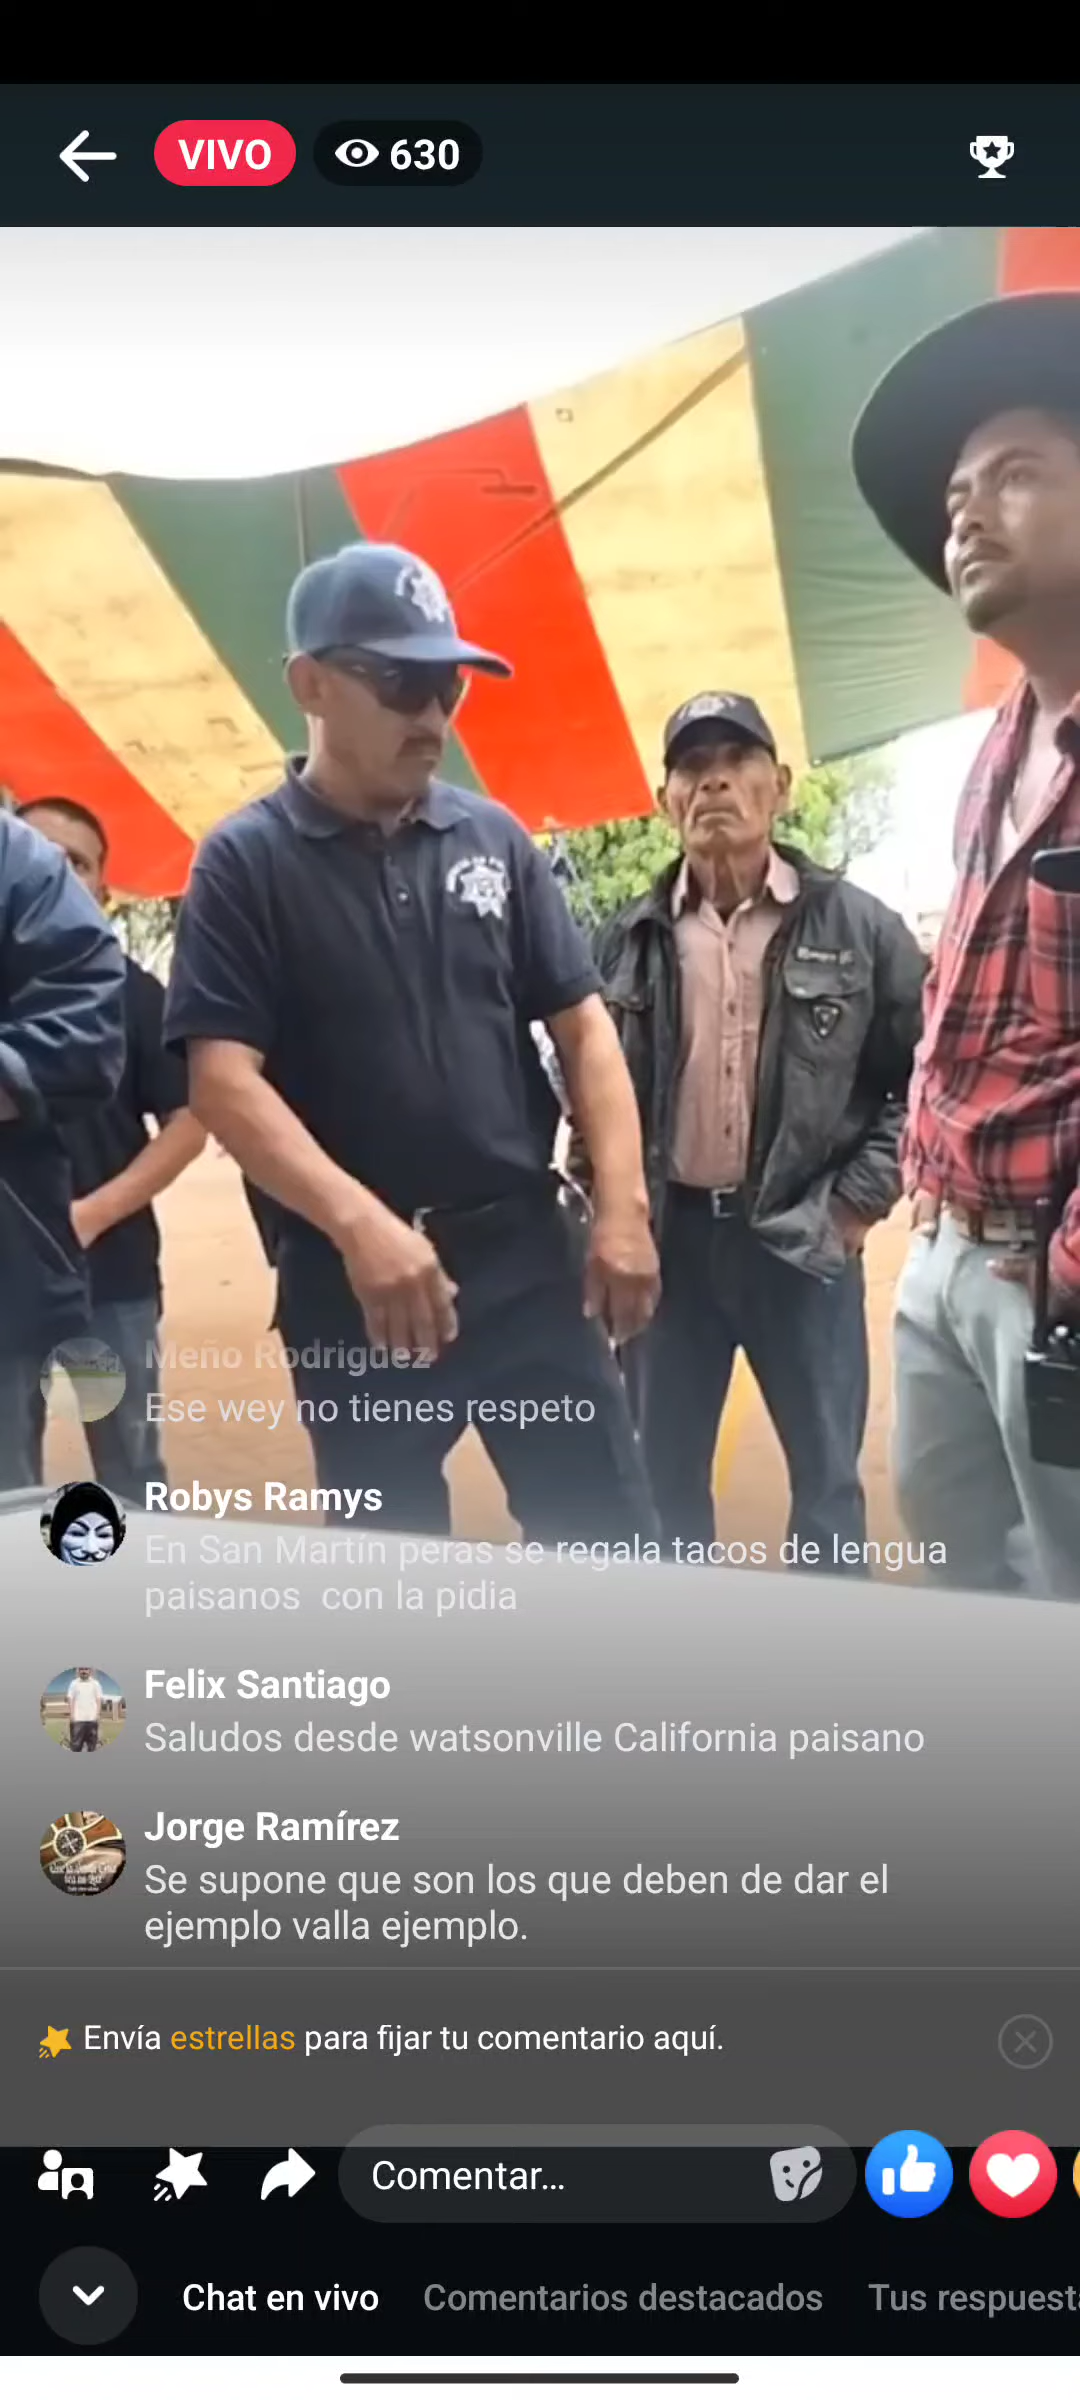 VIVO
630
Meño Rodriguez
Ese wey no tienes respeto
Robys Ramys
En San Martín peras se regala tacos de lengua
paisanos  con la pidia
Felix Santiago
Saludos desde watsonville California paisano
Jorge Ramírez
Se supone que son los que deben de dar el
ejemplo valla ejemplo.
Envía estrellas para fijar tu comentario aquí.
Comentar...
Chat en vivo
Comentarios destacados
Tus respuest